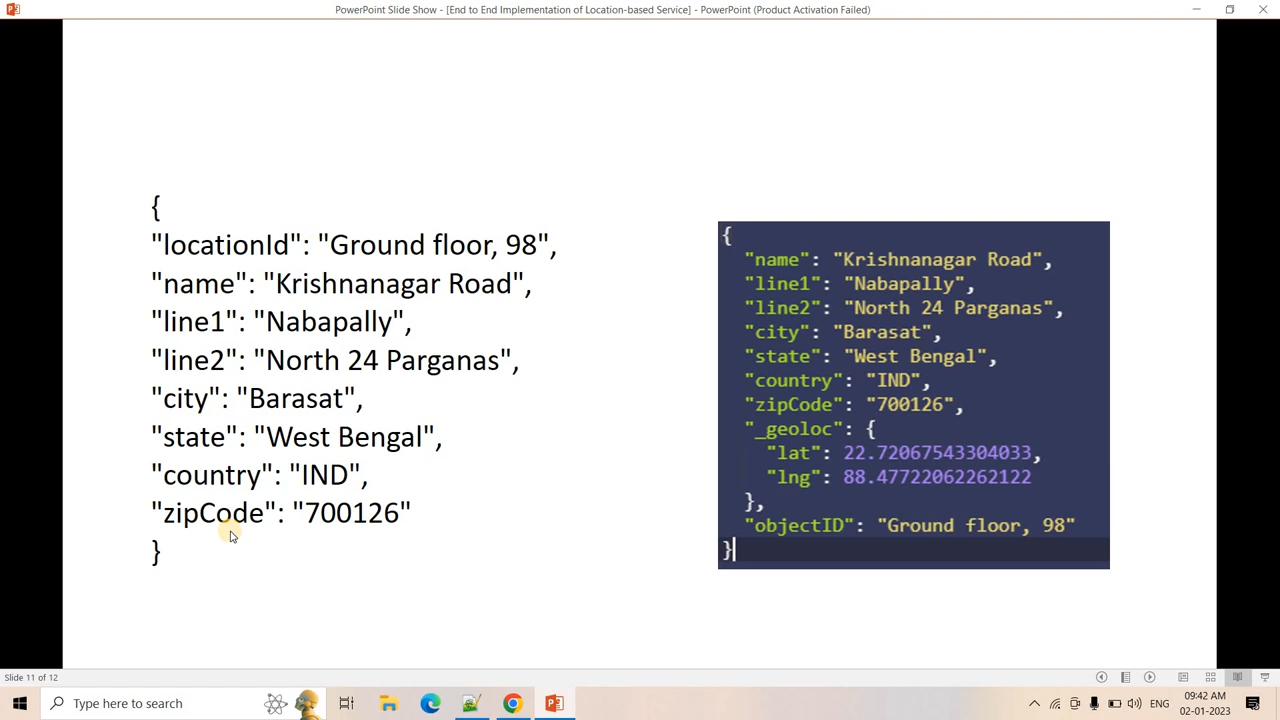 PowerPoint Slide Show - [End to End Implementation of Location-based Service] - PowerPoint (Product Activation Failed)
{
"locationId": "Ground floor, 98",
"name": "Krishnanagar Road",
"line1": "Nabapally",
"line2": "North 24 Parganas",
"city": "Barasat",
"state": "West Bengal",
"country": "IND",
"zipCode": "700126"
}
{
"name": "Krishnanagar Road",
"line1": "Nabapally",
"line2": "North 24 Parganas",
"city": "Barasat",
"state": "West Bengal",
"country": "IND",
"zipCode": "700126",
"_geoloc": {
"lat": 22.72067543304033,
"lng": 88.47722062262122
},
"objectID": "Ground floor, 98"
}
Slide 11 of 12
Type here to search
ENG
09:42 AM
02-01-2023